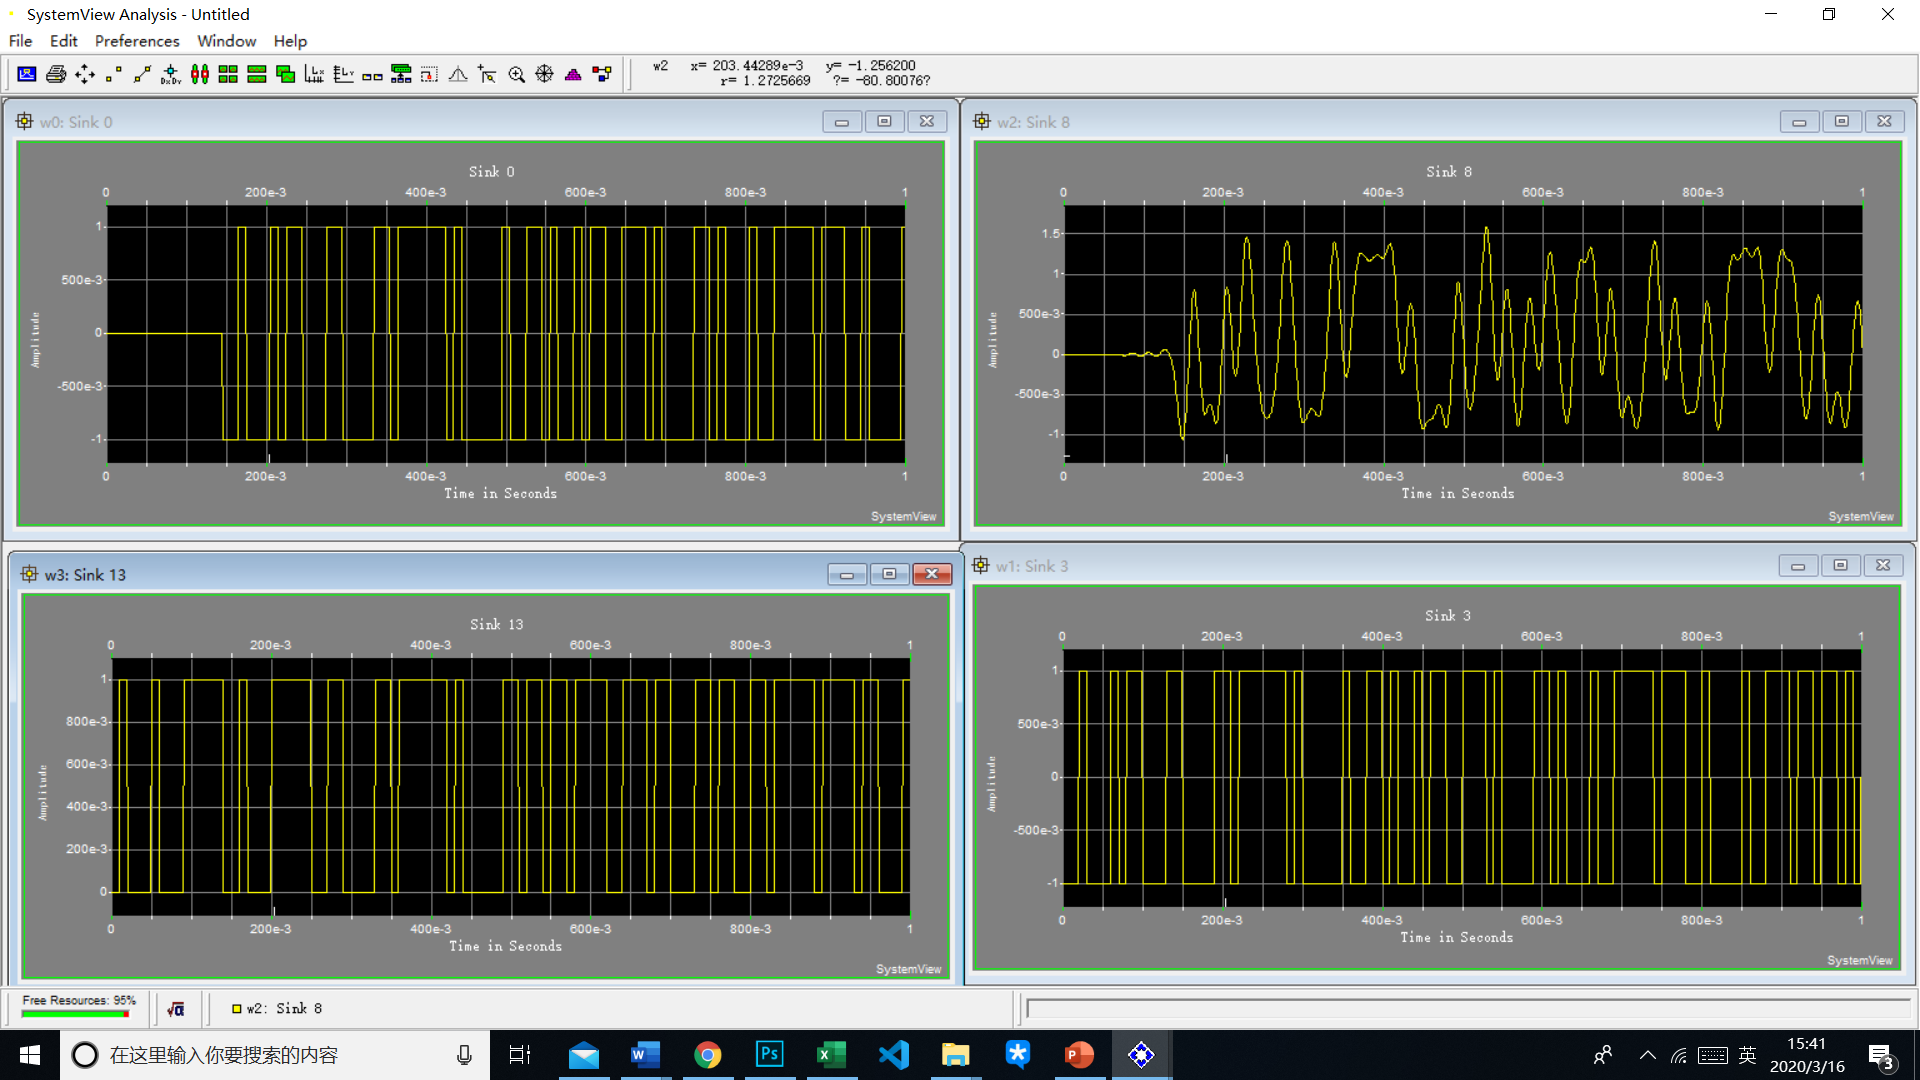 SystemView Analysis - Untitled
File Edit Preferences Window Help
w2 x= 203.44289e-3 y= -1.256200
r= 1.2725669 ?= -80.80076?
w0: Sink 0
Sink 0
0 200e-3 400e-3 600e-3 800e-3 1
1
500e-3
0
-500e-3
-1
Amplitude
0 200e-3 400e-3 600e-3 800e-3 1
Time in Seconds
SystemView
w2: Sink 8
Sink 8
0 200e-3 400e-3 600e-3 800e-3 1
1.5
1
500e-3
0
-500e-3
-1
Amplitude
0 200e-3 400e-3 600e-3 800e-3 1
Time in Seconds
SystemView
w3: Sink 13
Sink 13
0 200e-3 400e-3 600e-3 800e-3 1
1
800e-3
600e-3
400e-3
200e-3
0
Amplitude
0 200e-3 400e-3 600e-3 800e-3 1
Time in Seconds
SystemView
w1: Sink 3
Sink 3
0 200e-3 400e-3 600e-3 800e-3 1
1
500e-3
0
-500e-3
-1
Amplitude
0 200e-3 400e-3 600e-3 800e-3 1
Time in Seconds
SystemView
Free Resources: 95%
√α
w2: Sink 8
在这里输入你要搜索的内容
英
15:41
2020/3/16
3